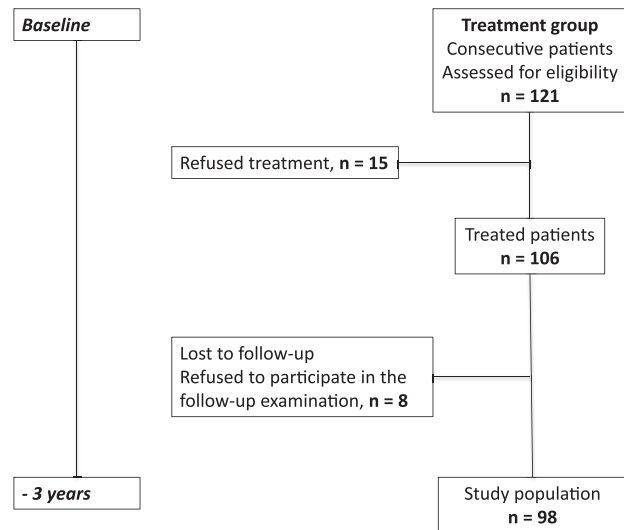 Baseline
Treatment group
Consecutive patients
Assessed for eligibility
n = 121
Refused treatment, n = 15
Treated patients
n = 106
Lost to follow-up
Refused to participate in the
follow-up examination, n = 8
- 3 years
Study population
n = 98